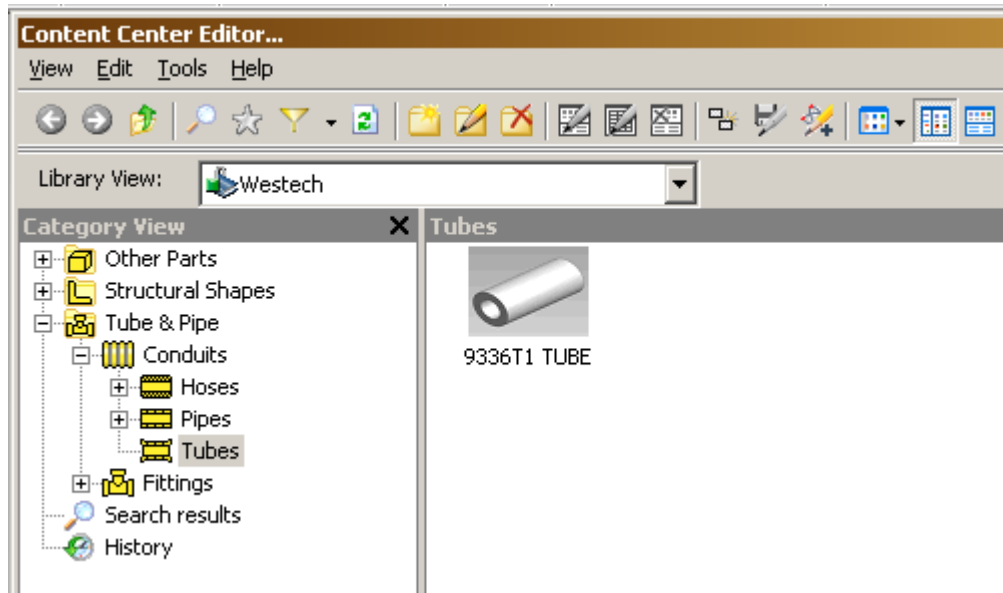 Content Center Editor...
View Edit Tools Help
Library View: Westech
Category View
Other Parts
Structural Shapes
Tube & Pipe
Conduits
Hoses
Pipes
Tubes
Fittings
Search results
History
Tubes
9336T1 TUBE